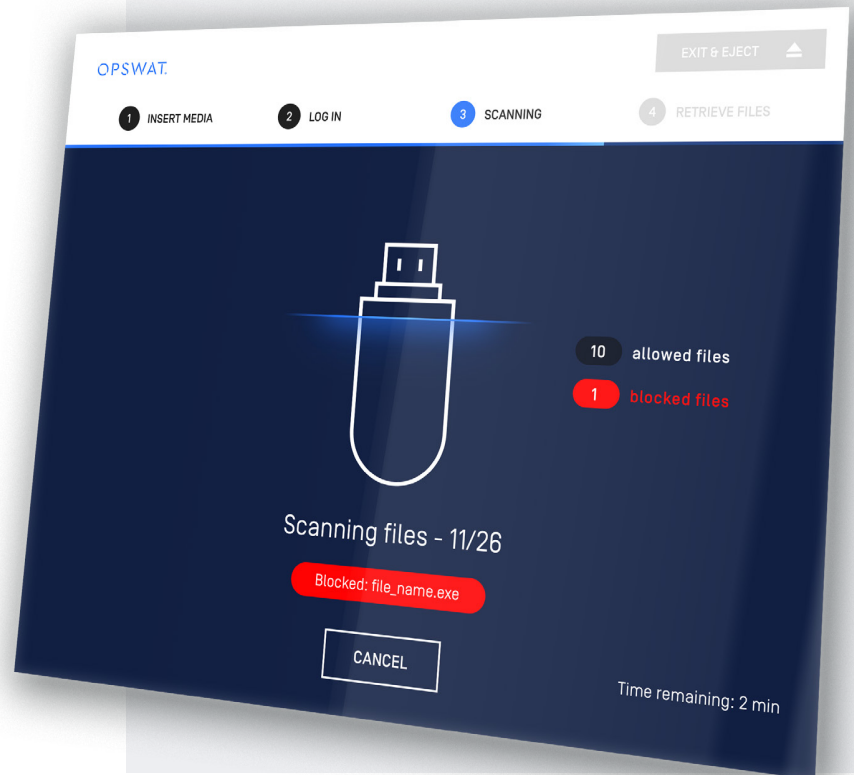 OPSWAT.
EXIT & EJECT
1 INSERT MEDIA
2 LOG IN
3 SCANNING
4 RETRIEVE FILES
10 allowed files
1 blocked files
Scanning files - 11/26
Blocked: file_name.exe
CANCEL
Time remaining: 2 min